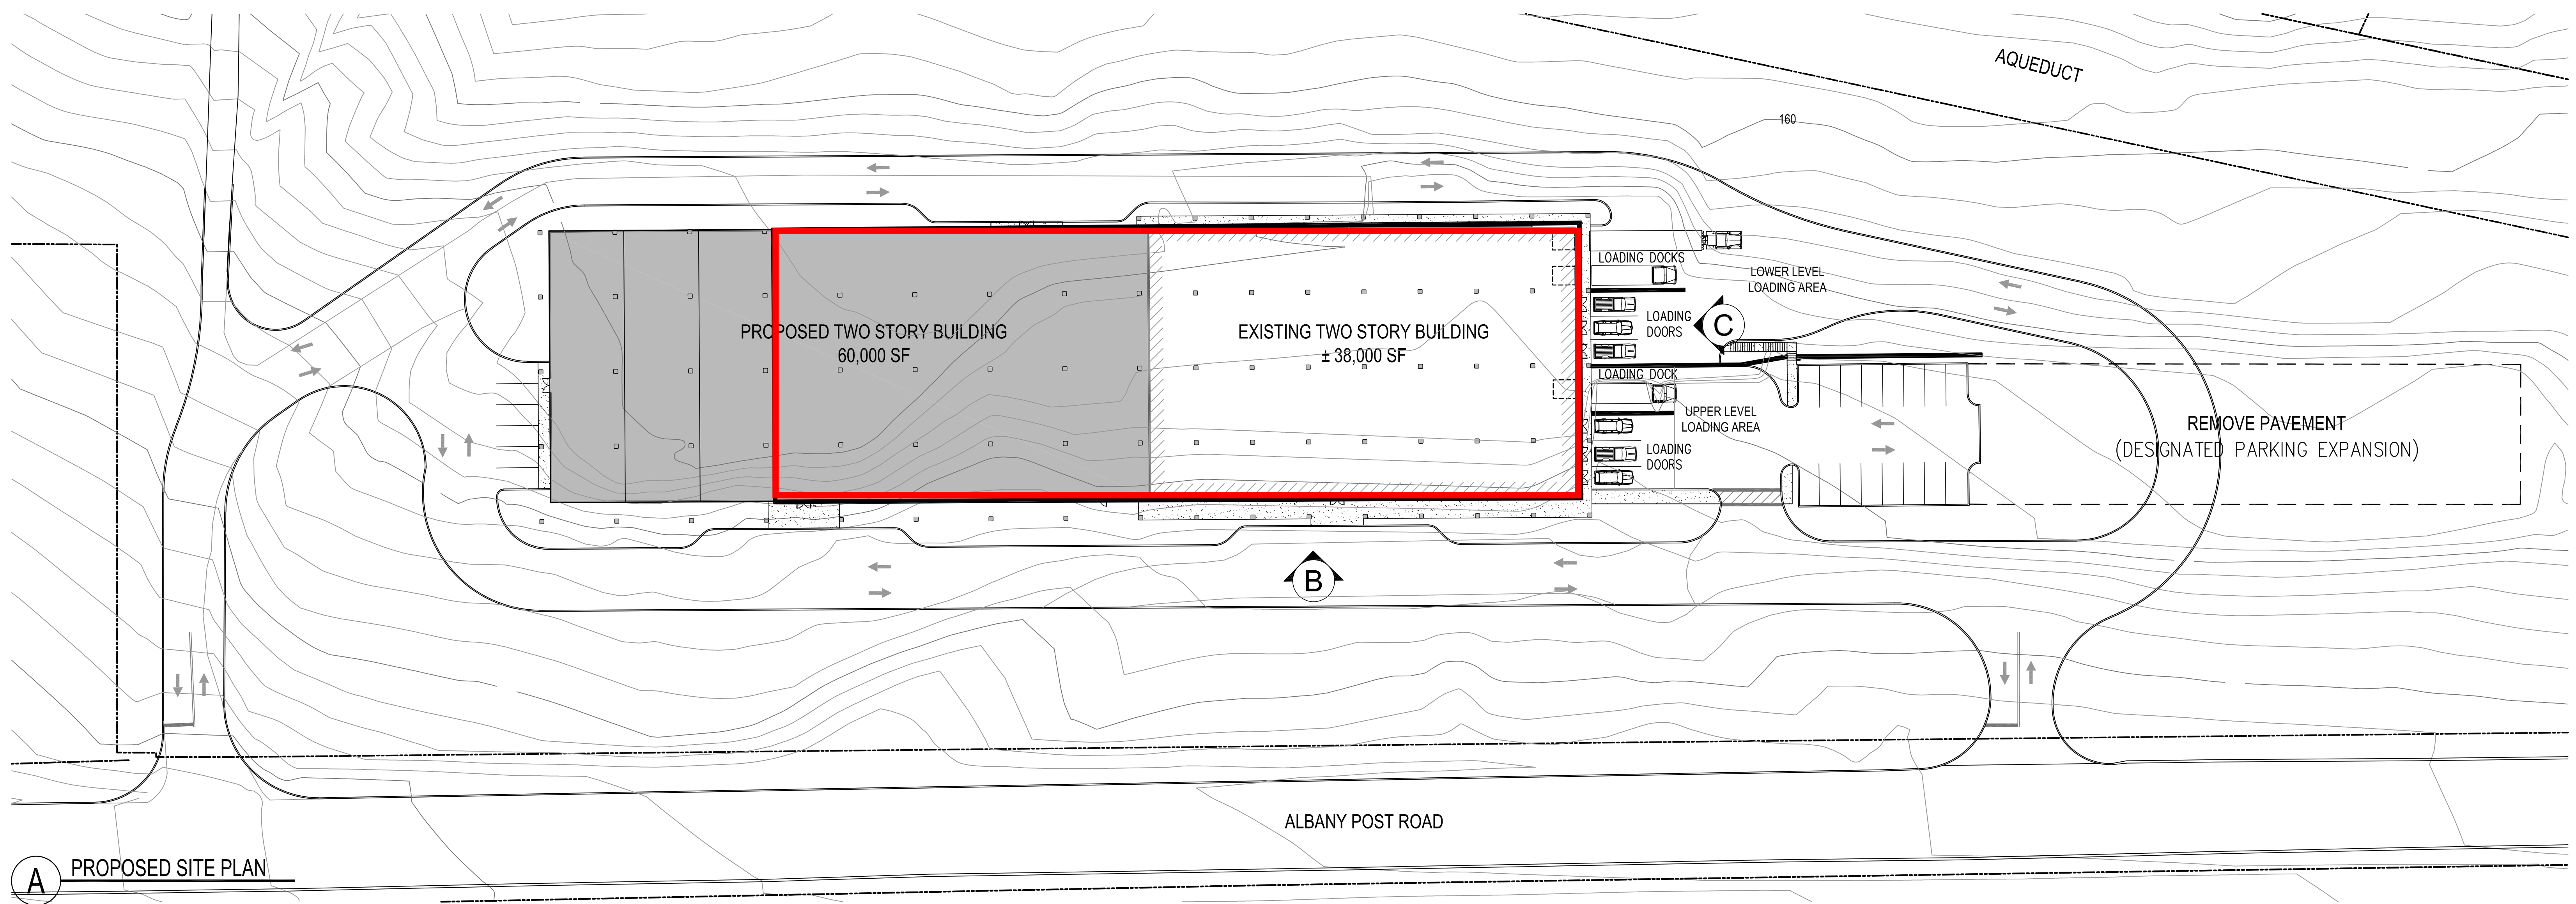 AQUEDUCT
160
LOADING DOCKS
LOWER LEVEL
LOADING AREA
PROPOSED TWO STORY BUILDING
60,000 SF
EXISTING TWO STORY BUILDING
± 38,000 SF
LOADING
DOORS
C
LOADING DOCK
UPPER LEVEL
LOADING AREA
LOADING
DOORS
REMOVE PAVEMENT
(DESIGNATED PARKING EXPANSION)
B
ALBANY POST ROAD
A
PROPOSED SITE PLAN